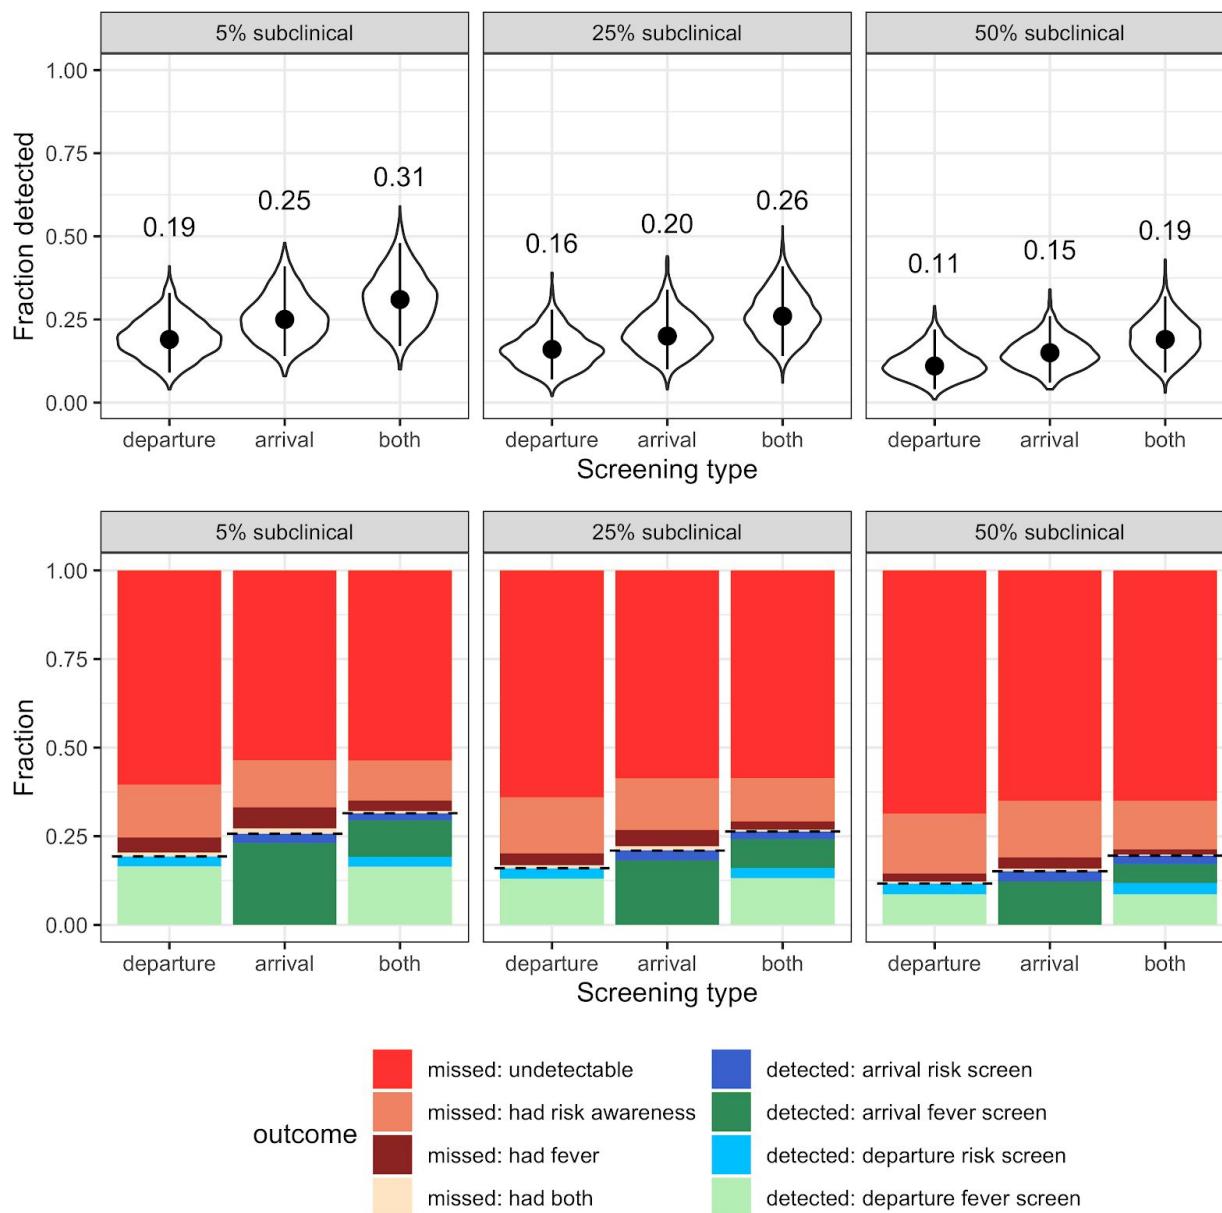 5% subclinical
25% subclinical
50% subclinical
Fraction detected
1.00
0.75
0.50
0.25
0.00
0.19
0.25
0.31
0.16
0.20
0.26
0.11
0.15
0.19
departure arrival both
departure arrival both
departure arrival both
Screening type
5% subclinical
25% subclinical
50% subclinical
Fraction
1.00
0.75
0.50
0.25
0.00
departure arrival both
departure arrival both
departure arrival both
Screening type
outcome
missed: undetectable
missed: had risk awareness
missed: had fever
missed: had both
detected: arrival risk screen
detected: arrival fever screen
detected: departure risk screen
detected: departure fever screen